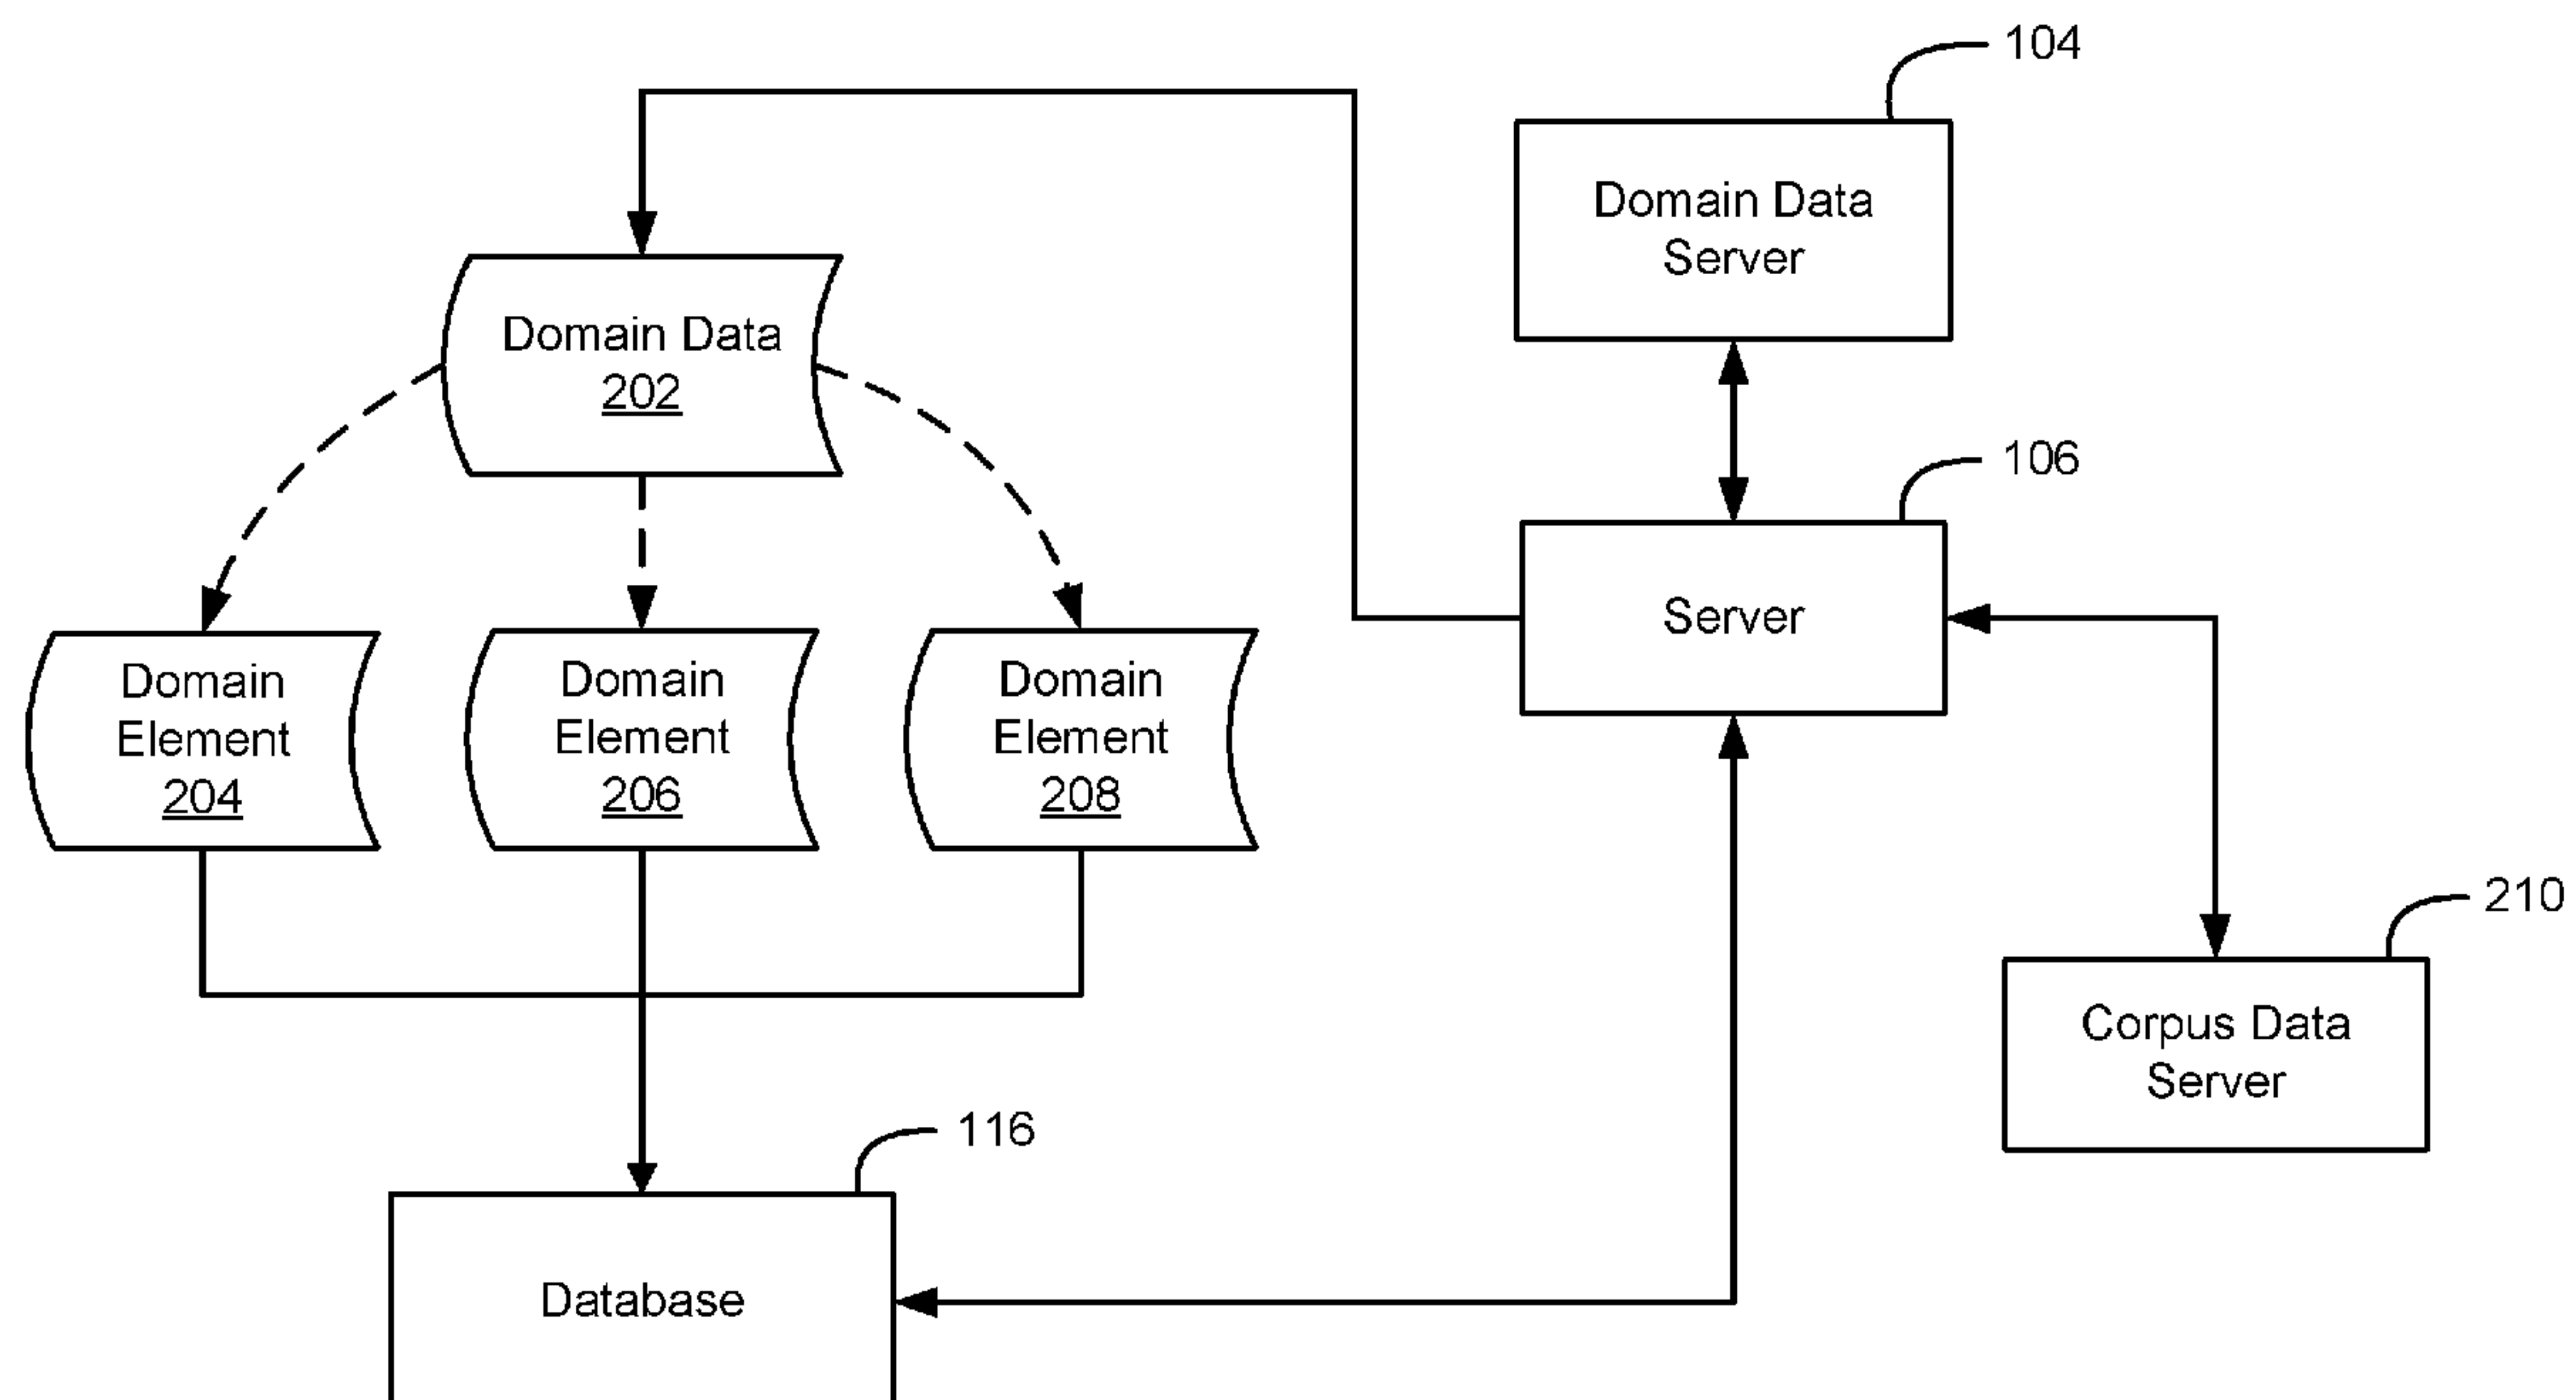 104
Domain Data
Server
Domain Data
202
106
Server
Domain
Element
204
Domain
Element
206
Domain
Element
208
210
Corpus Data
Server
116
Database